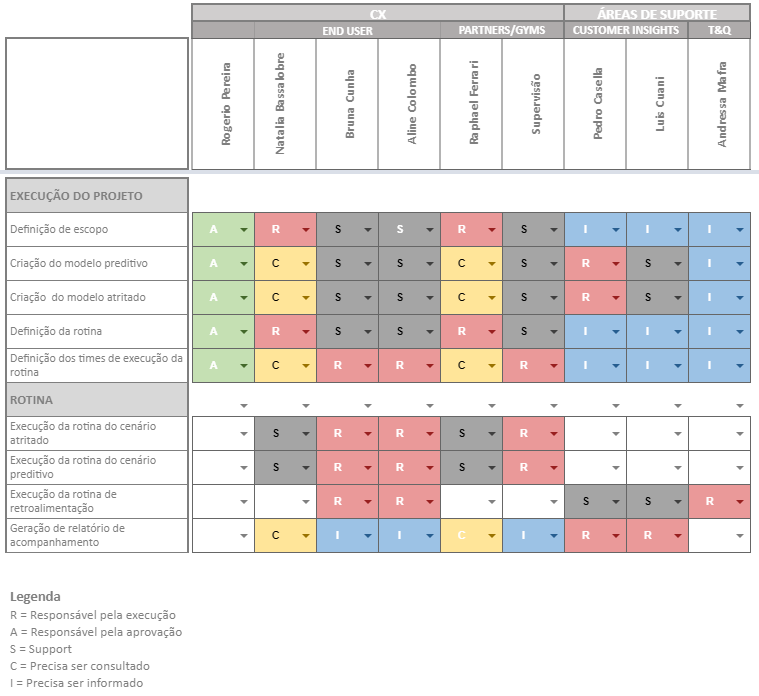 CX
ÁREAS DE SUPORTE
END USER
PARTNERS/GYMS
CUSTOMER INSIGHTS
T&Q
Rogerio Pereira
Natalia Bassalobre
Bruna Cunha
Aline Colombo
Raphael Ferrari
Supervisão
Pedro Casella
Luis Cuani
Andressa Mafra
EXECUÇÃO DO PROJETO
Definição de escopo A R S S R S I I I
Criação do modelo preditivo A C S S C S R S I
Criação do modelo atritado A C S S C S R S I
Definição da rotina A R S S R S I I I
Definição dos times de execução da
rotina A C R R C R I I I
ROTINA
Execução da rotina do cenário
atritado S R R S R
Execução da rotina do cenário
preditivo S R R S R
Execução da rotina de
retroalimentação R R S S R
Geração de relatório de
acompanhamento C I I C I R R
Legenda
R = Responsável pela execução
A = Responsável pela aprovação
S = Support
C = Precisa ser consultado
I = Precisa ser informado